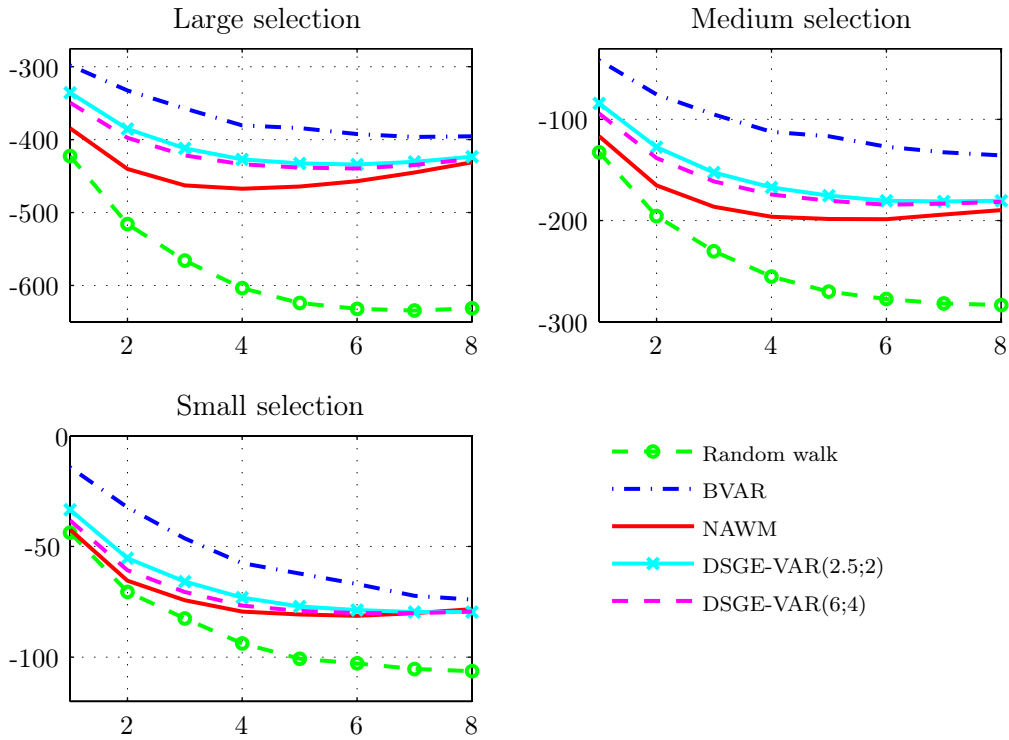 Large selection
-300
-400
-500
-600
2 4 6 8
Medium selection
-100
-200
-300
2 4 6 8
Small selection
0
-50
-100
2 4 6 8
Random walk
BVAR
NAWM
DSGE-VAR(2.5;2)
DSGE-VAR(6;4)